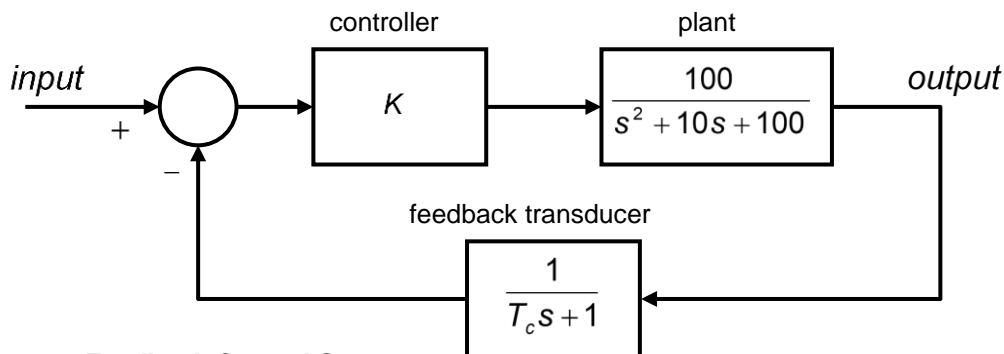 controller
plant
input
output
K
100
s² + 10s + 100
+
−
feedback transducer
1
T_c s + 1